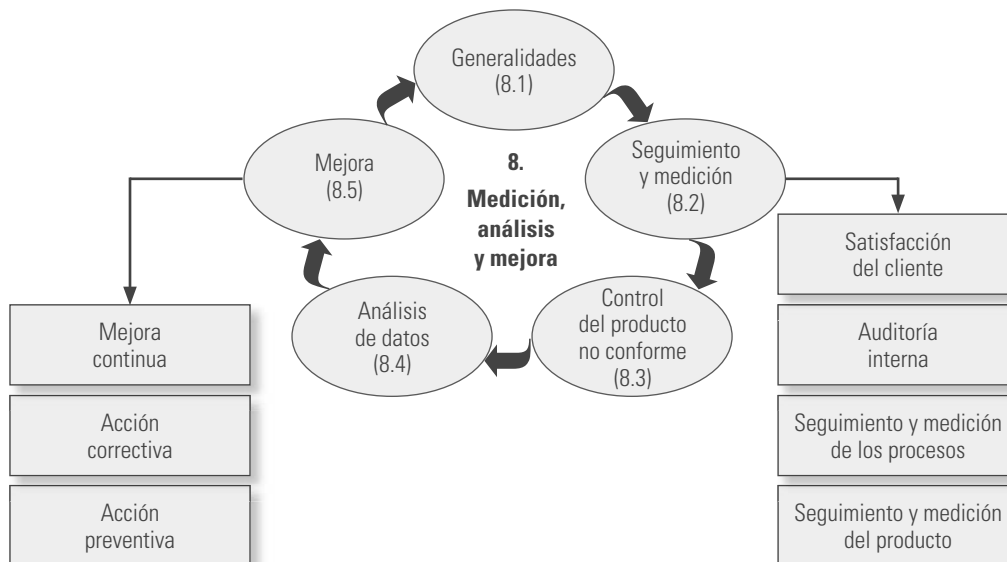 Generalidades
(8.1)
Seguimiento
y medición
(8.2)
Control
del producto
no conforme
(8.3)
Análisis
de datos
(8.4)
Mejora
(8.5)
8.
Medición,
análisis
y mejora
Satisfacción
del cliente
Auditoría
interna
Seguimiento y medición
de los procesos
Seguimiento y medición
del producto
Mejora
continua
Acción
correctiva
Acción
preventiva